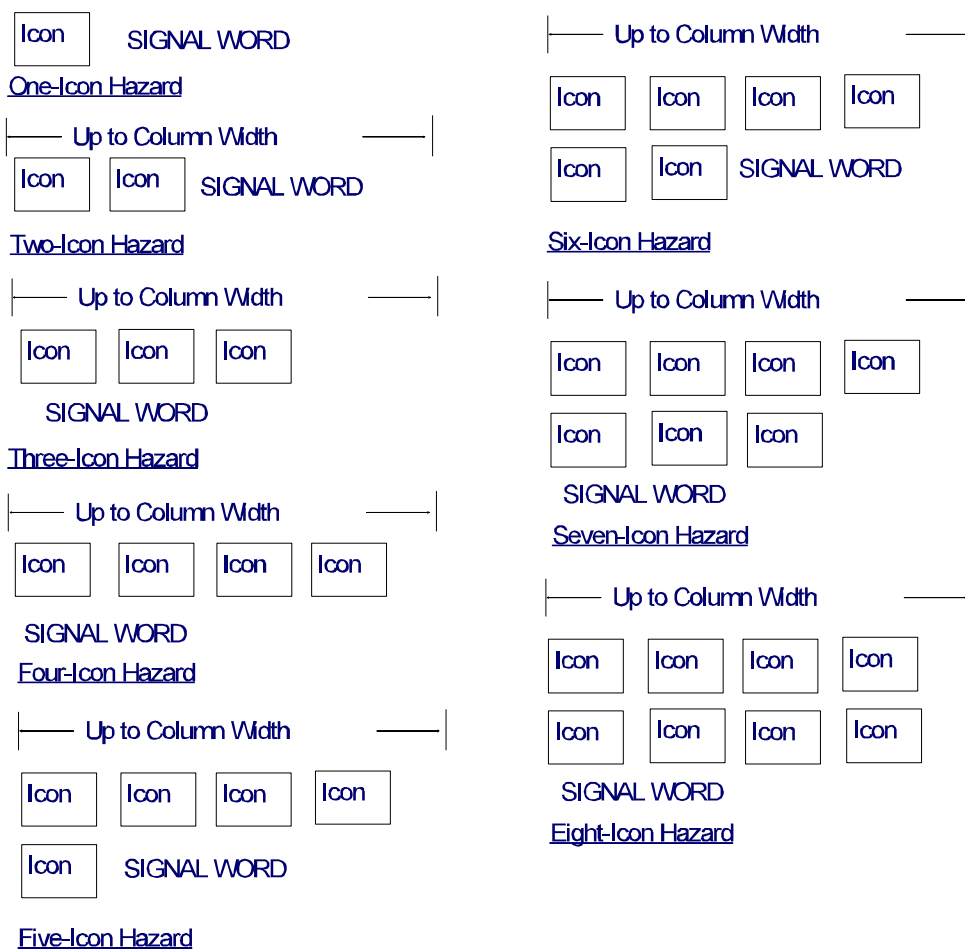 Icon SIGNAL WORD
One-Icon Hazard
Up to Column Width
Icon Icon SIGNAL WORD
Two-Icon Hazard
Up to Column Width
Icon Icon Icon
SIGNAL WORD
Three-Icon Hazard
Up to Column Width
Icon Icon Icon Icon
SIGNAL WORD
Four-Icon Hazard
Up to Column Width
Icon Icon Icon Icon
Icon SIGNAL WORD
Five-Icon Hazard
Up to Column Width
Icon Icon Icon Icon
Icon Icon SIGNAL WORD
Six-Icon Hazard
Up to Column Width
Icon Icon Icon Icon
Icon Icon Icon
SIGNAL WORD
Seven-Icon Hazard
Up to Column Width
Icon Icon Icon Icon
Icon Icon Icon Icon
SIGNAL WORD
Eight-Icon Hazard